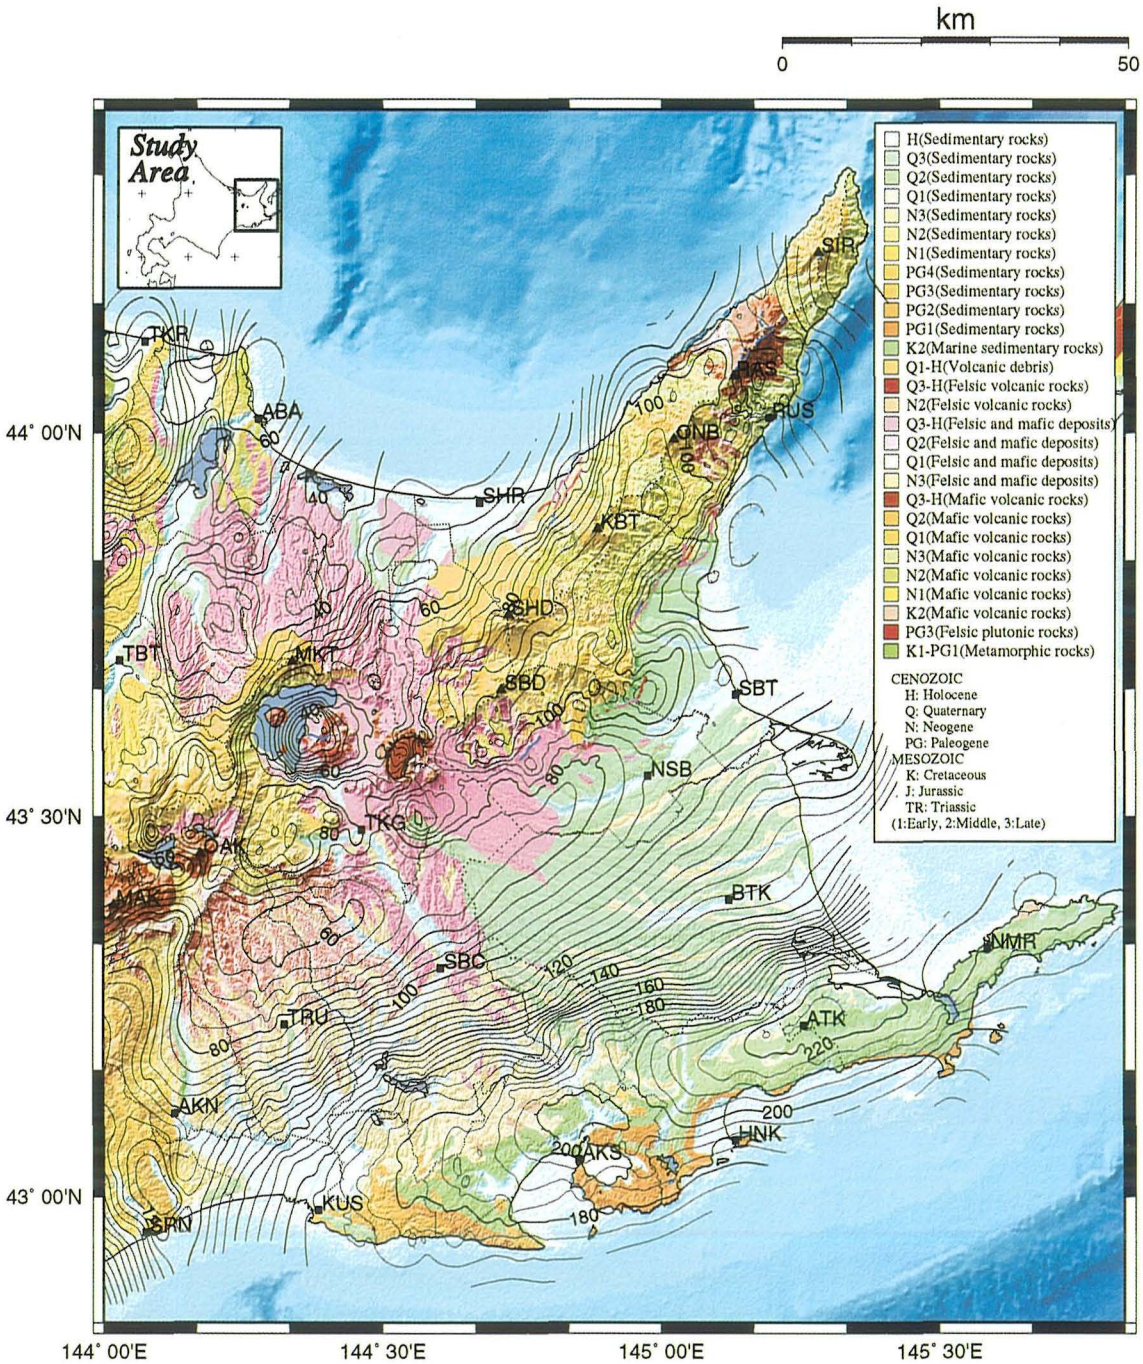 km
0 50
Study
Area
H(Sedimentary rocks)
Q3(Sedimentary rocks)
Q2(Sedimentary rocks)
Q1(Sedimentary rocks)
N3(Sedimentary rocks)
N2(Sedimentary rocks)
N1(Sedimentary rocks)
PG4(Sedimentary rocks)
PG3(Sedimentary rocks)
PG2(Sedimentary rocks)
PG1(Sedimentary rocks)
K2(Marine sedimentary rocks)
Q1-H(Volcanic debris)
Q3-H(Felsic volcanic rocks)
N2(Felsic volcanic rocks)
Q3-H(Felsic and mafic deposits)
Q2(Felsic and mafic deposits)
Q1(Felsic and mafic deposits)
N3(Felsic and mafic deposits)
Q3-H(Mafic volcanic rocks)
Q2(Mafic volcanic rocks)
Q1(Mafic volcanic rocks)
N3(Mafic volcanic rocks)
N2(Mafic volcanic rocks)
N1(Mafic volcanic rocks)
K2(Mafic volcanic rocks)
PG3(Felsic plutonic rocks)
K1-PG1(Metamorphic rocks)
CENOZOIC
H: Holocene
Q: Quaternary
N: Neogene
PG: Paleogene
MESOZOIC
K: Cretaceous
J: Jurassic
TR: Triassic
(1:Early, 2:Middle, 3:Late)
SIR
TKR
RAS
100
RUS
ABA
44° 00'N
60
ONB
100
40
SHR
KBT
60
40
SHD
TBT
MKT
SBD
SBT
100
40
60
80
NSB
43° 30'N
80
TKG
AK
60
MAK
BTK
60
NMR
SBC
120
140
160
180
100
TRU
ATK
80
220
AKN
200
HNK
200
AKS
43° 00'N
KUS
180
SRN
144° 00'E 144° 30'E 145° 00'E 145° 30'E